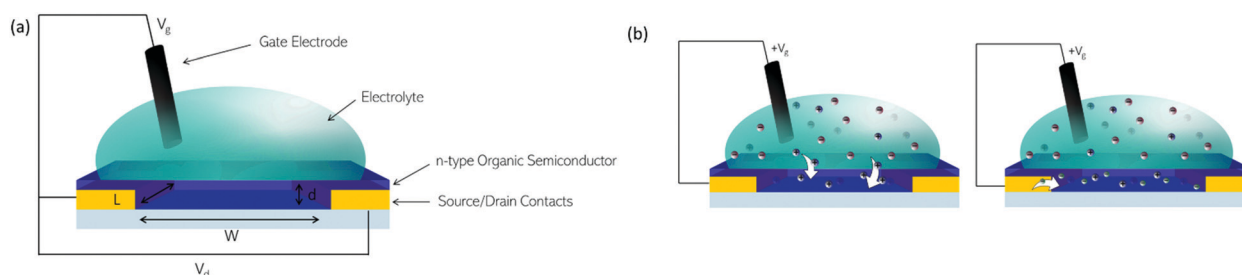 (a)
V_g
Gate Electrode
Electrolyte
n-type Organic Semiconductor
L
d
Source/Drain Contacts
W
V_d
(b)
+V_g
+V_g